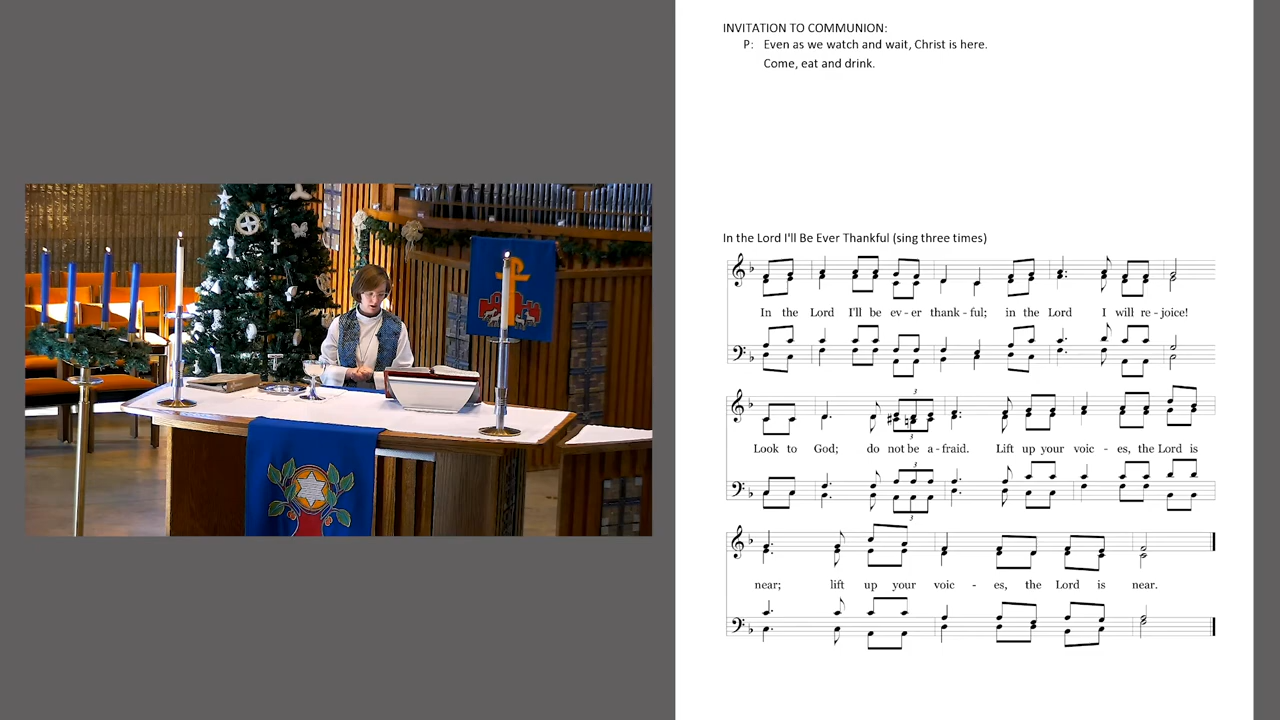 INVITATION TO COMMUNION:
P: Even as we watch and wait, Christ is here.
Come, eat and drink.
In the Lord I'll Be Ever Thankful (sing three times)
In the Lord I'll be ev - er thank - ful; in the Lord I will re - joice!
3
3
Look to God; do not be a - fraid. Lift up your voic - es, the Lord is
3
near; lift up your voic - es, the Lord is near.